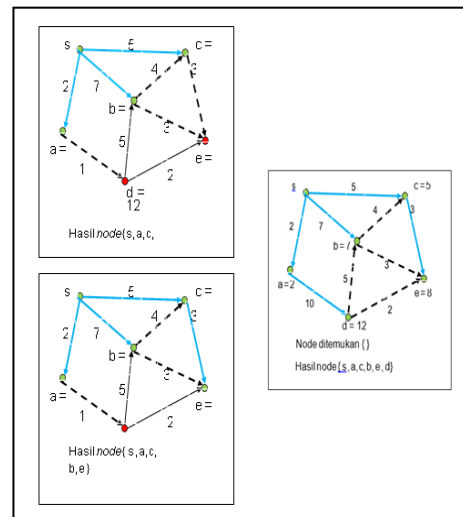 s
5
c =
2
7
4
3
b =
a =
5
3
e =
1
2
d =
12
Hasil node{s,a,c,
s
5
c =
2
7
4
3
b =
a =
5
3
e =
1
2
Hasil node{ s,a,c,
b,e}
s
5
c=5
2
7
4
3
b= 7
a=2
5
3
e= 8
10
2
d = 12
Node ditemukan { }
Hasil node {s, a, c, b, e, d}